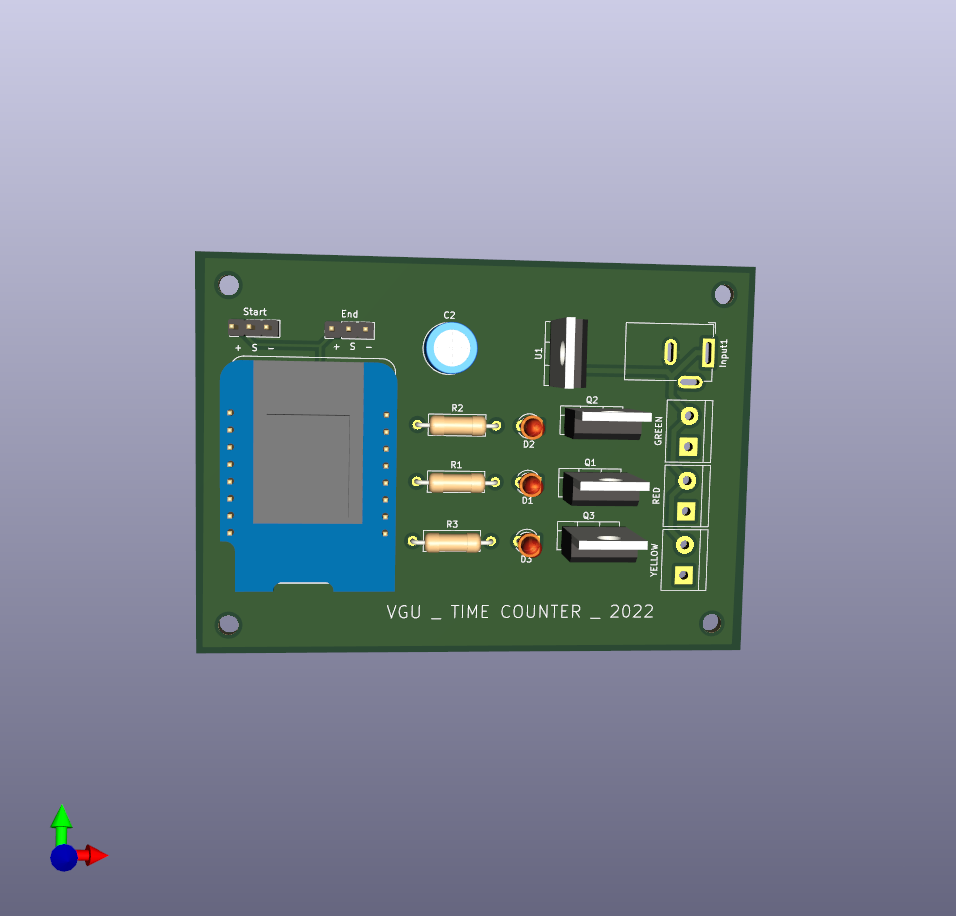 Start
End
C2
+ S -
+ S -
U1
Input1
R2
D2
Q2
GREEN
R1
D1
Q1
RED
R3
D3
Q3
YELLOW
VGU _ TIME COUNTER _ 2022